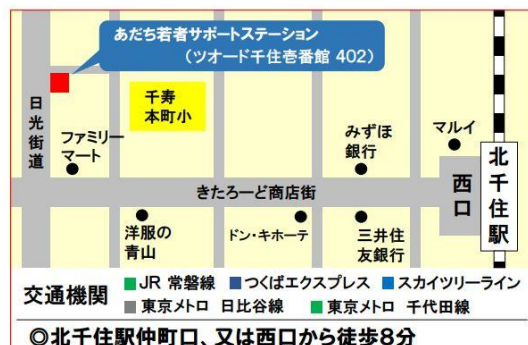 あだち若者サポートステーション
（ツオード千住壱番館 402）
日光街道
千寿
本町小
ファミリー
マート
みずほ
銀行
マルイ
北千住駅
西口
きたろーど商店街
洋服の
青山
ドン・キホーテ
三井住
友銀行
交通機関
JR 常磐線
つくばエクスプレス
スカイツリーライン
東京メトロ 日比谷線
東京メトロ 千代田線
◎北千住駅仲町口、又は西口から徒歩8分